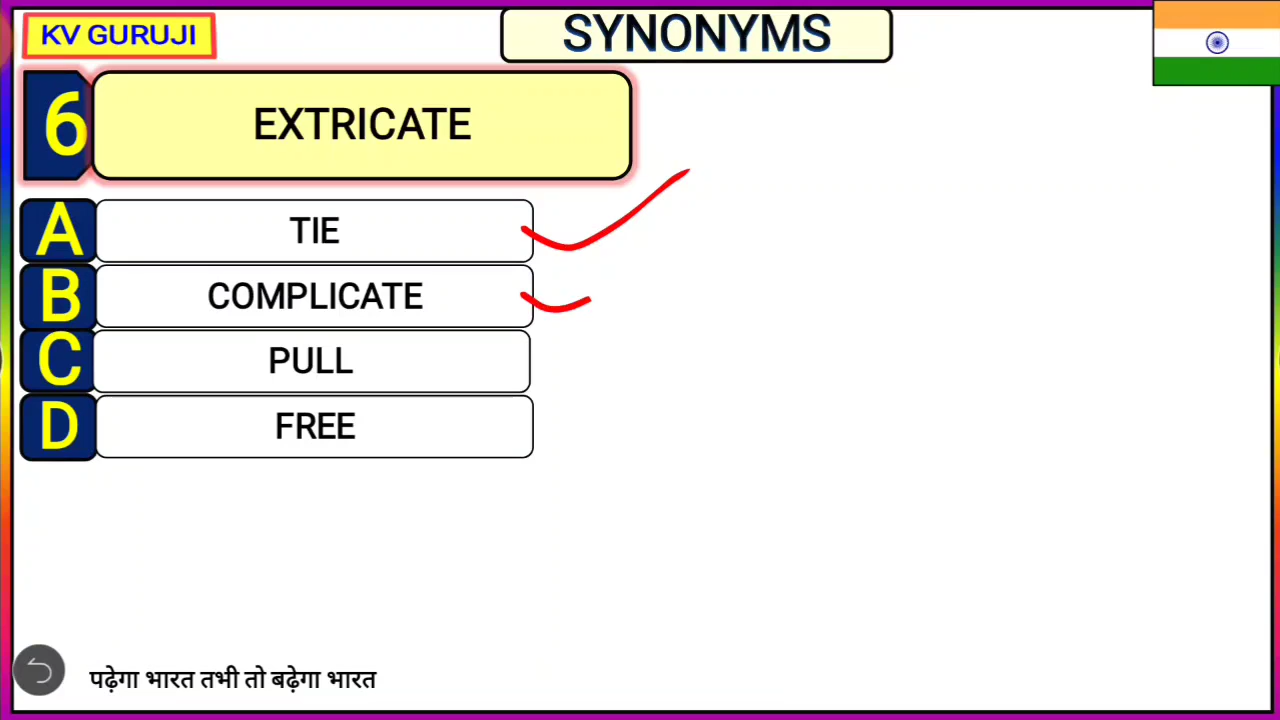 KV GURUJI
SYNONYMS
6 EXTRICATE
A TIE
B COMPLICATE
C PULL
D FREE
पढ़ेगा भारत तभी तो बढ़ेगा भारत